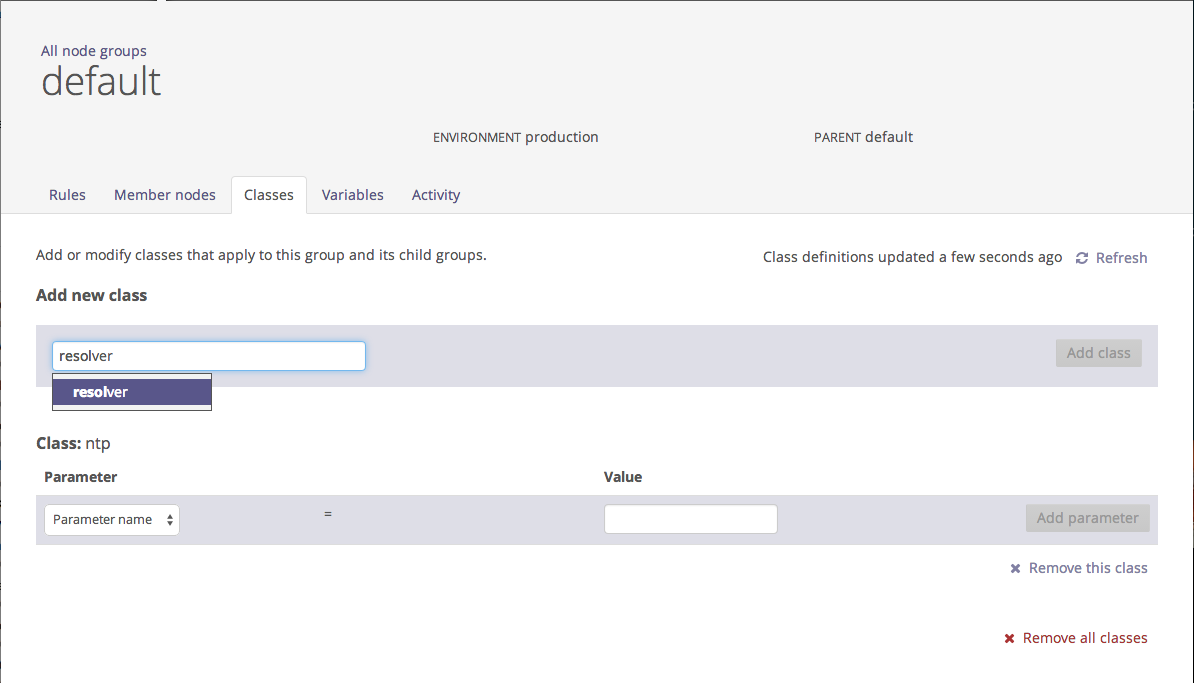 All node groups
default
ENVIRONMENT production PARENT default
Rules Member nodes Classes Variables Activity
Add or modify classes that apply to this group and its child groups. Class definitions updated a few seconds ago Refresh
Add new class
resolver Add class
resolver
Class: ntp
Parameter Value
Parameter name = Add parameter
Remove this class
Remove all classes